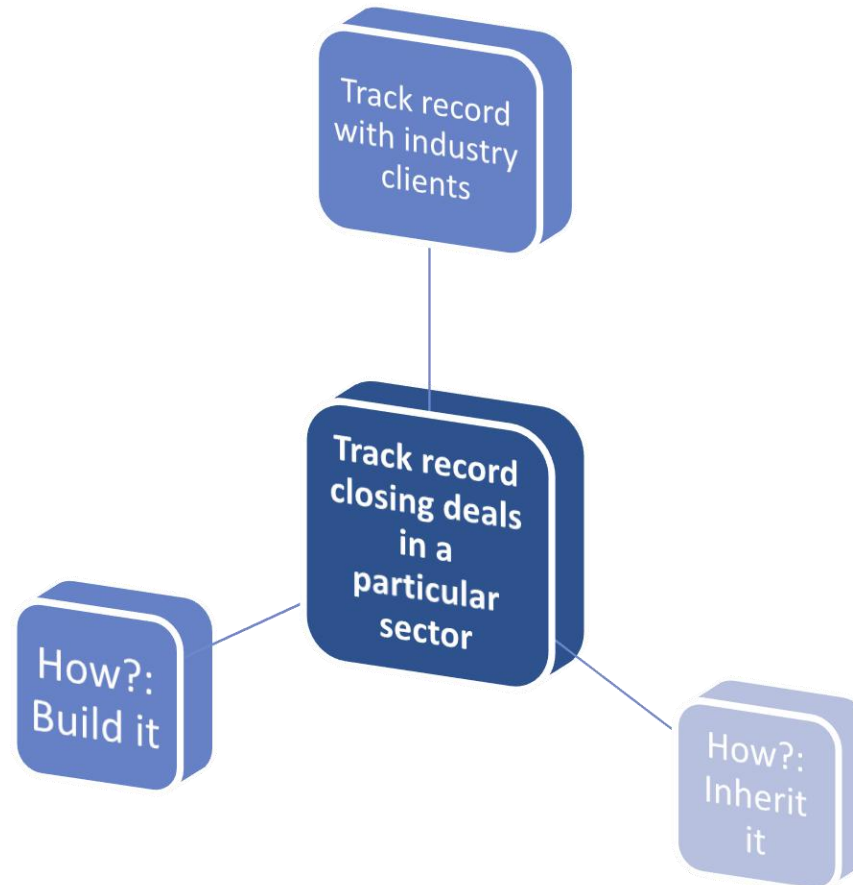 Track record
with industry
clients
Track record
closing deals
in a
particular
sector
How?:
Build it
How?:
Inherit
it